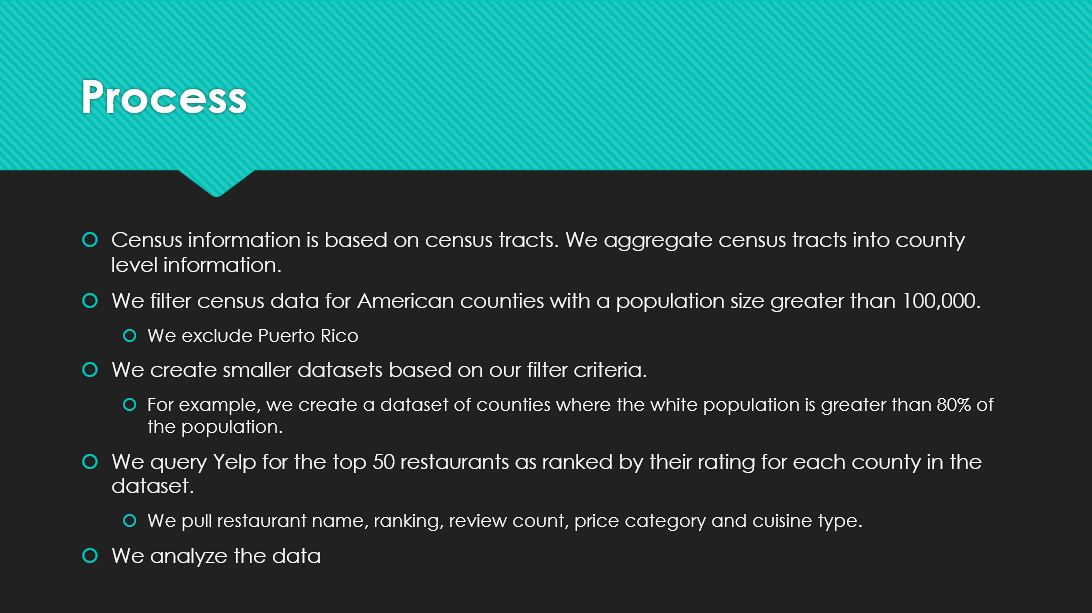 Process
Census information is based on census tracts. We aggregate census tracts into county
level information.
We filter census data for American counties with a population size greater than 100,000.
We exclude Puerto Rico
We create smaller datasets based on our filter criteria.
For example, we create a dataset of counties where the white population is greater than 80% of
the population.
We query Yelp for the top 50 restaurants as ranked by their rating for each county in the
dataset.
We pull restaurant name, ranking, review count, price category and cuisine type.
We analyze the data